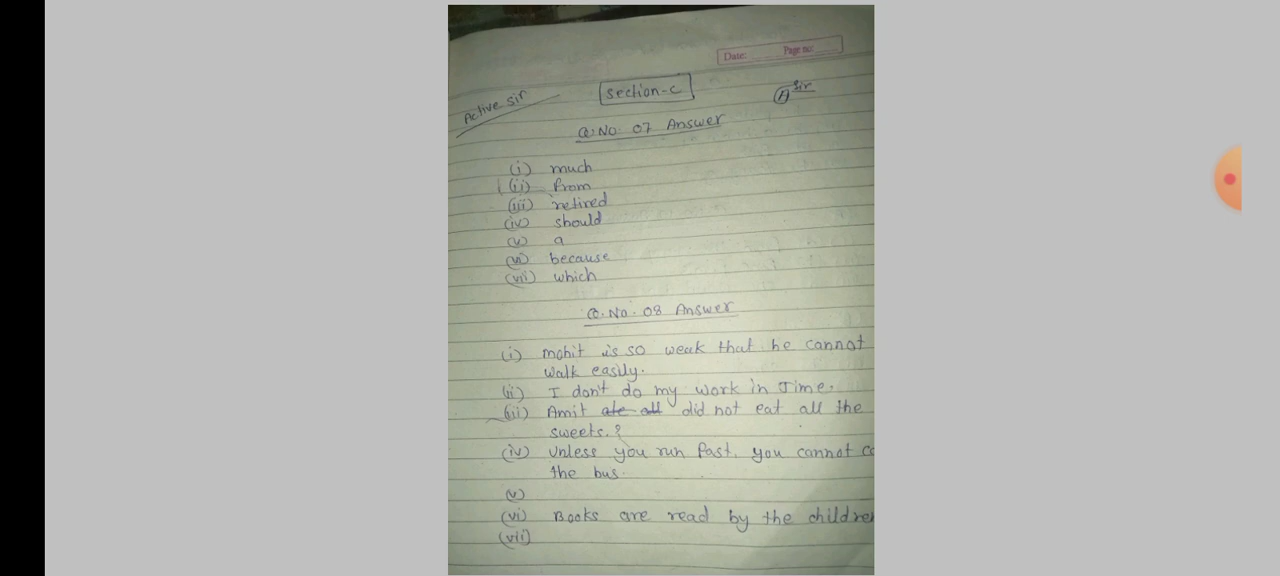 Date: Page no:
Active sir
Section-C
A Sir
Q.No. 07 Answer
(i) much
(ii) from
(iii) retired
(iv) should
(v) a
(vi) because
(vii) which
Q.No. 08 Answer
(i) Mohit is so weak that he cannot
walk easily.
(ii) I don't do my work in Time.
(iii) Amit ate all did not eat all the
sweets.?
(iv) Unless you run fast, you cannot
the bus.
(v)
(vi) Books are read by the
(vii)